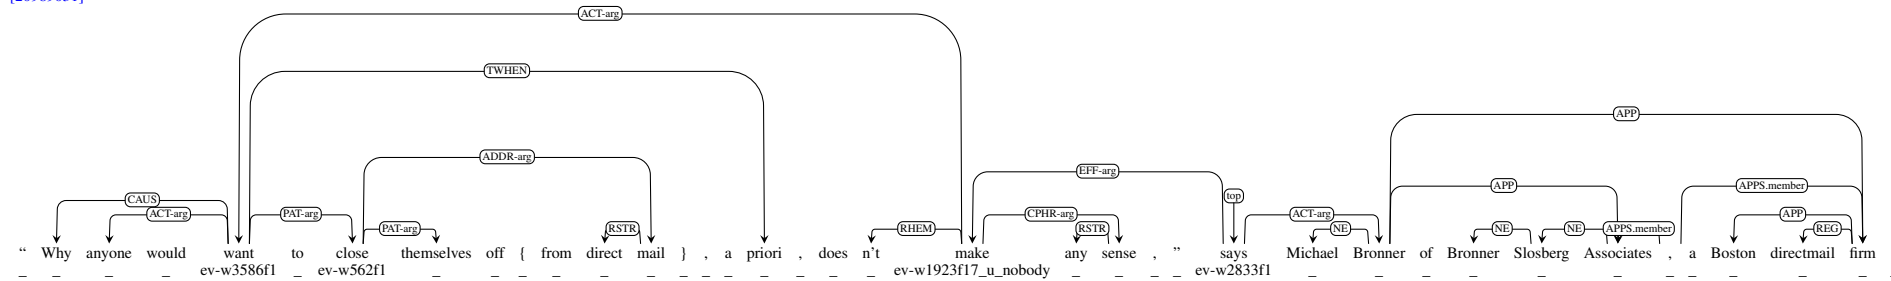 ACT-arg
TWHEN
APP
ADDR-arg
EFF-arg
APP
APPS.member
top
CAUS
ACT-arg
PAT-arg
CPHR-arg
ACT-arg
APP
PAT-arg
RSTR
RHEM
RSTR
NE
NE
NE
APPS.member
REG
“ Why anyone would want to close themselves off { from direct mail } , a priori , does n’t make any sense , ” says Michael Bronner of Bronner Slosberg Associates , a Boston directmail firm
_ _ _ _ ev-w3586f1 _ ev-w562f1 _ _ _ _ _ _ _ _ _ _ _ _ _ ev-w1923f17_u_nobody _ _ _ _ ev-w2833f1 _ _ _ _ _ _ _ _ _ _ _